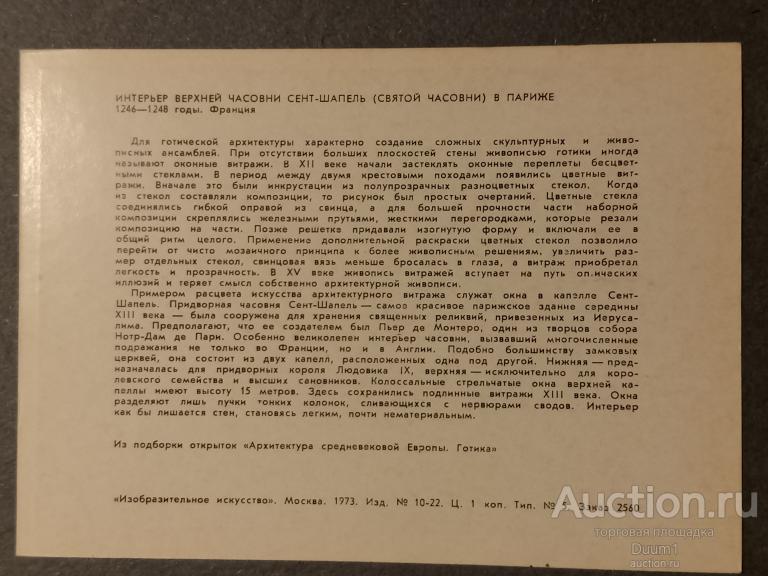 ИНТЕРЬЕР ВЕРХНЕЙ ЧАСОВНИ СЕНТ-ШАПЕЛЬ (СВЯТОЙ ЧАСОВНИ) В ПАРИЖЕ
1246—1248 годы. Франция
Для готической архитектуры характерно создание сложных скульптурных и живо-
писных ансамблей. При отсутствии больших плоскостей стены живописью готики иногда
называют оконные витражи. В XII веке начали застеклять оконные переплеты бесцвет-
ными стеклами. В период между двумя крестовыми походами появились цветные вит-
ражи. Вначале это были инкрустации из полупрозрачных разноцветных стекол. Когда
из стекол составляли композиции, то рисунок был простых очертаний. Цветные стекла
соединялись гибкой оправой из свинца, а для большей прочности части наборной
композиции скреплялись железными прутьями, жесткими перегородками, которые резали
композицию на части. Позже решетке придавали изогнутую форму и включали ее в
общий ритм целого. Применение дополнительной раскраски цветных стекол позволило
перейти от чисто мозаичного принципа к более живописным решениям, увеличить раз-
мер отдельных стекол, свинцовая вязь меньше бросалась в глаза, а витраж приобретал
легкость и прозрачность. В XV веке живопись витражей вступает на путь оптических
иллюзий и теряет смысл собственно архитектурной живописи.
Примером расцвета искусства архитектурного витража служат окна в капелле Сент-
Шапель. Придворная часовня Сент-Шапель — самое красивое парижское здание середины
XIII века — была сооружена для хранения священных реликвий, привезенных из Иеруса-
лима. Предполагают, что ее создателем был Пьер де Монтеро, один из творцов собора
Нотр-Дам де Пари. Особенно великолепен интерьер часовни, вызвавший многочисленные
подражания не только во Франции, но и в Англии. Подобно большинству замковых
церквей, она состоит из двух капелл, расположенных одна под другой. Нижняя — пред-
назначалась для придворных короля Людовика IX, верхняя — исключительно для коро-
левского семейства и высших сановников. Колоссальные стрельчатые окна верхней ка-
пеллы имеют высоту 15 метров. Здесь сохранились подлинные витражи XIII века. Окна
разделяют лишь пучки тонких колонок, сливающихся с нервюрами сводов. Интерьер
как бы лишается стен, становясь легким, почти нематериальным.
Из подборки открыток «Архитектура средневековой Европы. Готика»
«Изобразительное искусство». Москва. 1973. Изд. № 10-22. Ц. 1 коп. Тип. № 5. Заказ 2560
Auction.ru
торговая площадка
Duum1
auction.ru